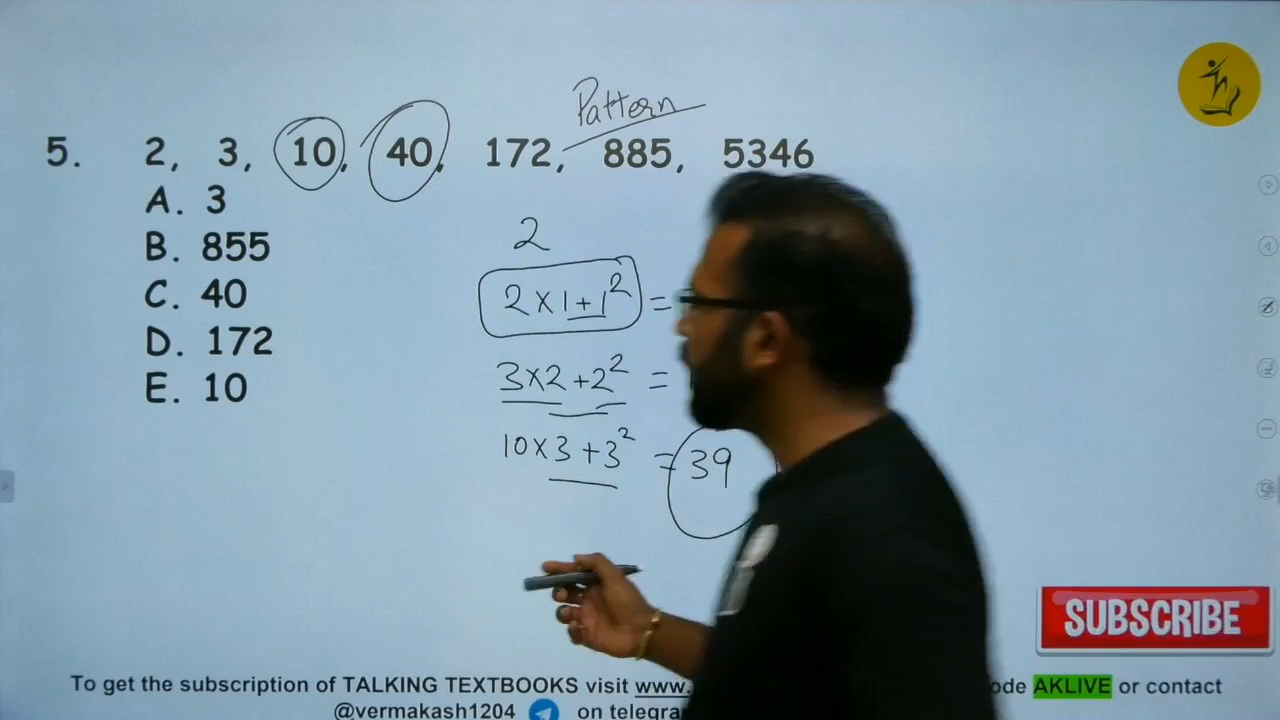 Pattern
5. 2, 3, 10, 40, 172, 885, 5346
A. 3
B. 855
C. 40
D. 172
E. 10
2
2×1+1² =
3×2+2² =
10×3+3² = 39
SUBSCRIBE
To get the subscription of TALKING TEXTBOOKS visit www. ode AKLIVE or contact
@vermakash1204 on telegra